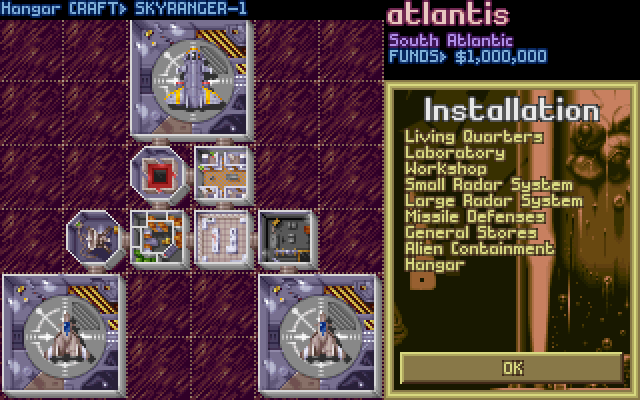 Hangar CRAFT> SKYRANGER-1
atlantis
South Atlantic
FUNDS> $1,000,000
Installation
Living Quarters
Laboratory
Workshop
Small Radar System
Large Radar System
Missile Defenses
General Stores
Alien Containment
Hangar
OK